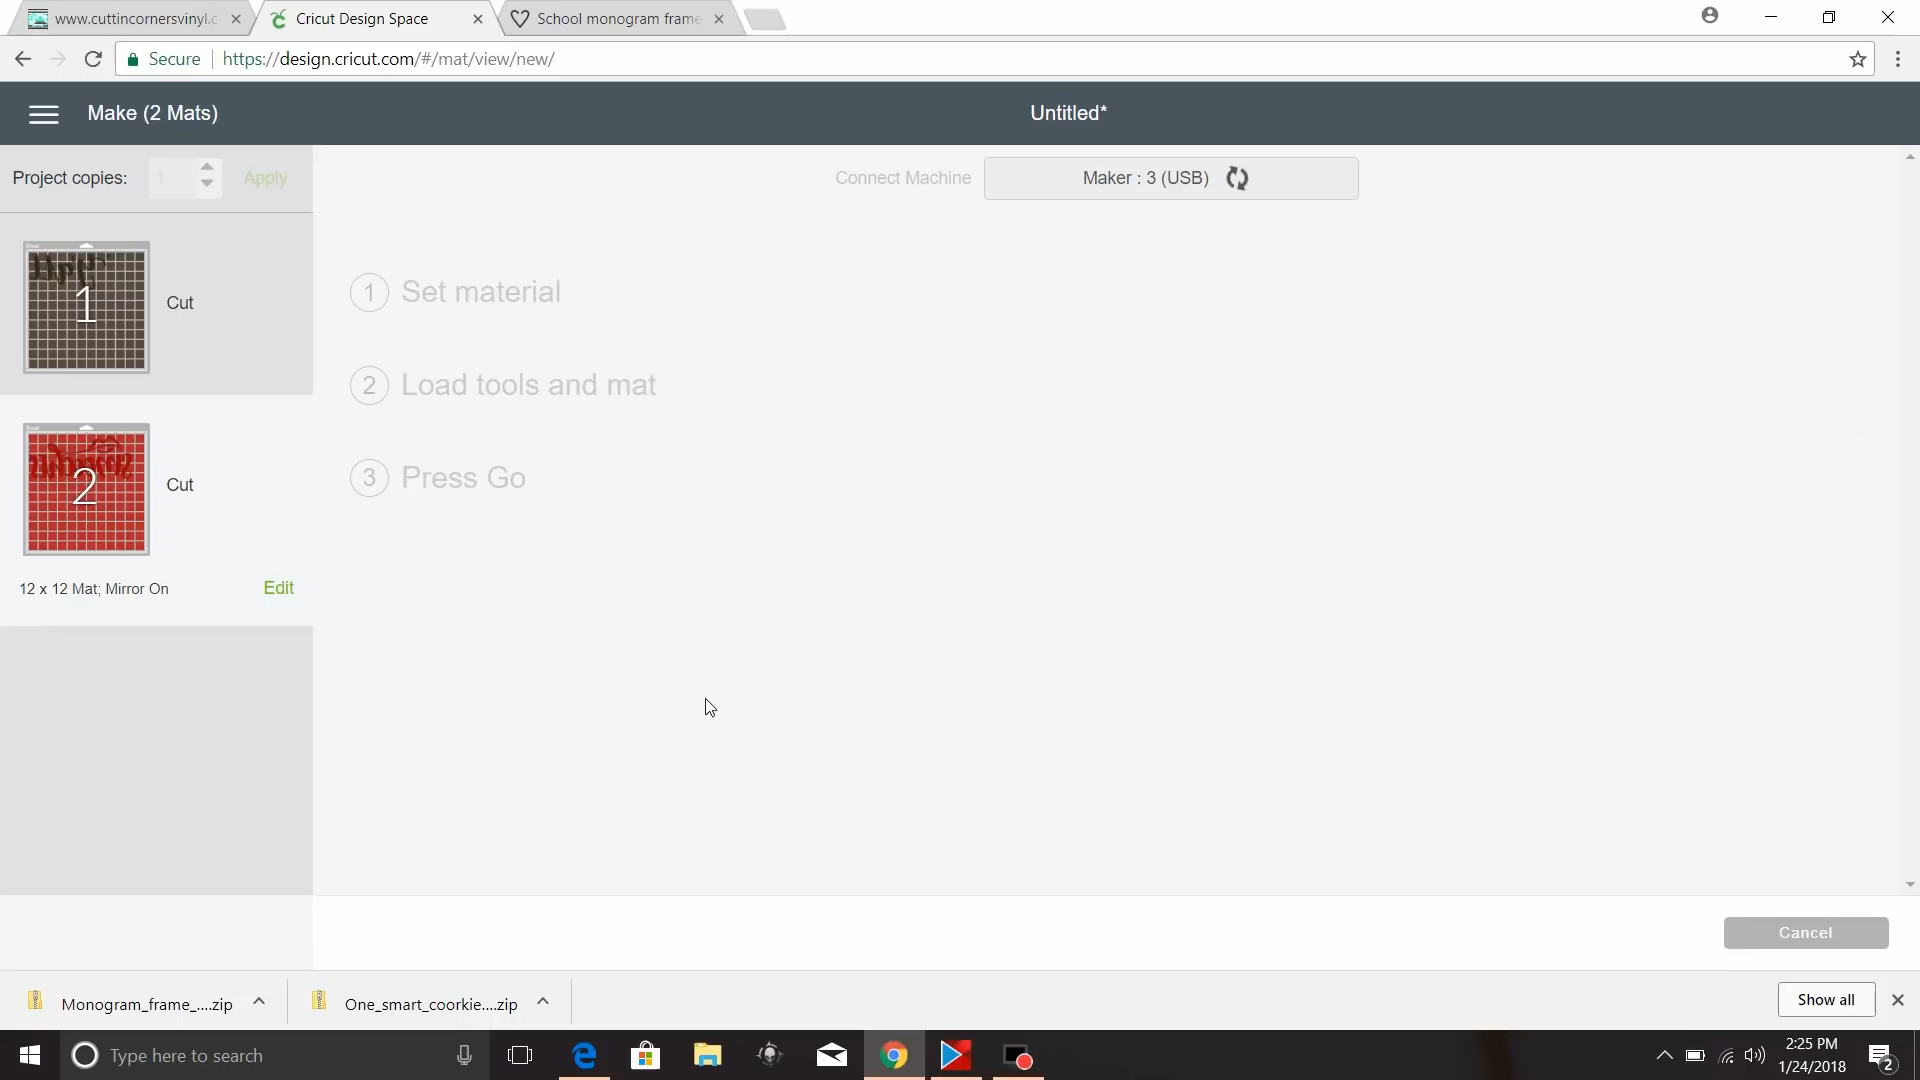 www.cuttincornersvinyl.c
Cricut Design Space
School monogram frame
Secure
https://design.cricut.com/#/mat/view/new/
Make (2 Mats)
Untitled*
Project copies:
1
Apply
Connect Machine
Maker : 3 (USB)
1
Cut
1 Set material
2 Load tools and mat
3 Press Go
2
Cut
12 x 12 Mat; Mirror On
Edit
Cancel
Monogram_frame_....zip
One_smart_coorkie....zip
Show all
Type here to search
2:25 PM
1/24/2018
2